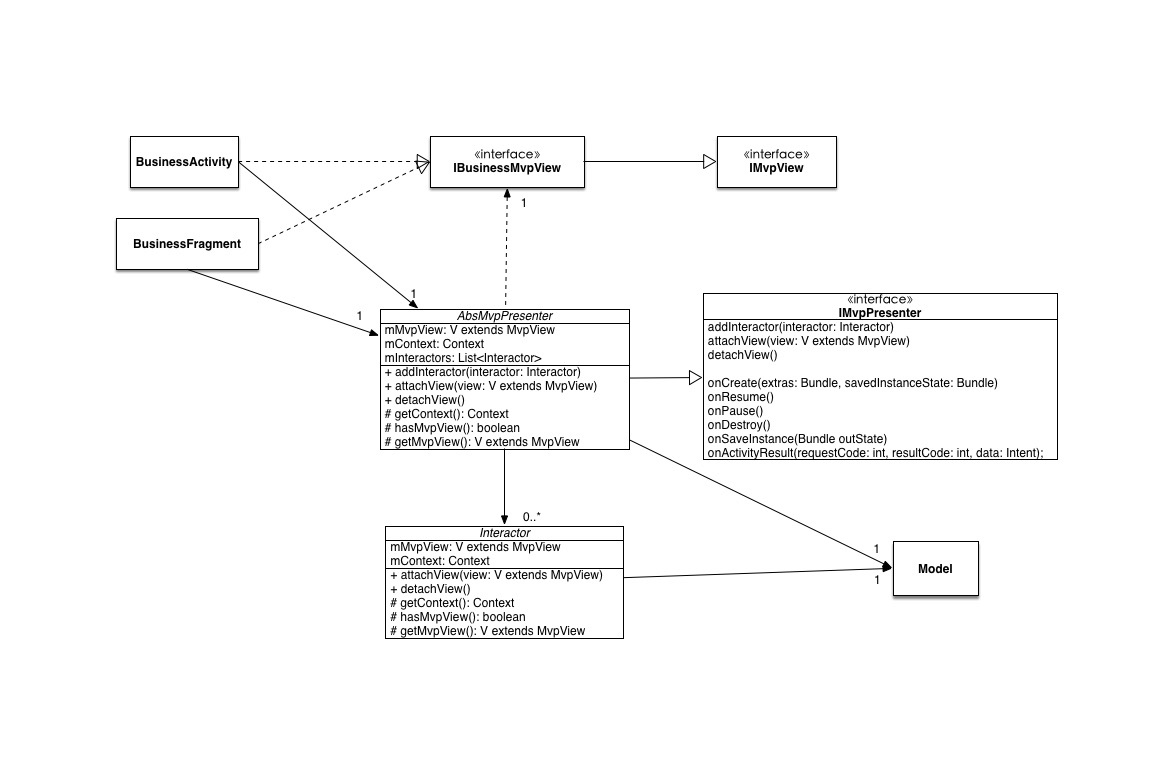 BusinessActivity
«interface»
IBusinessMvpView
«interface»
IMvpView
1
BusinessFragment
1
1
AbsMvpPresenter
mMvpView: V extends MvpView
mContext: Context
mInteractors: List<Interactor>
+ addInteractor(interactor: Interactor)
+ attachView(view: V extends MvpView)
+ detachView()
# getContext(): Context
# hasMvpView(): boolean
# getMvpView(): V extends MvpView
«interface»
IMvpPresenter
addInteractor(interactor: Interactor)
attachView(view: V extends MvpView)
detachView()
onCreate(extras: Bundle, savedInstanceState: Bundle)
onResume()
onPause()
onDestroy()
onSaveInstance(Bundle outState)
onActivityResult(requestCode: int, resultCode: int, data: Intent);
0..*
Interactor
mMvpView: V extends MvpView
mContext: Context
+ attachView(view: V extends MvpView)
+ detachView()
# getContext(): Context
# hasMvpView(): boolean
# getMvpView(): V extends MvpView
1
1
Model